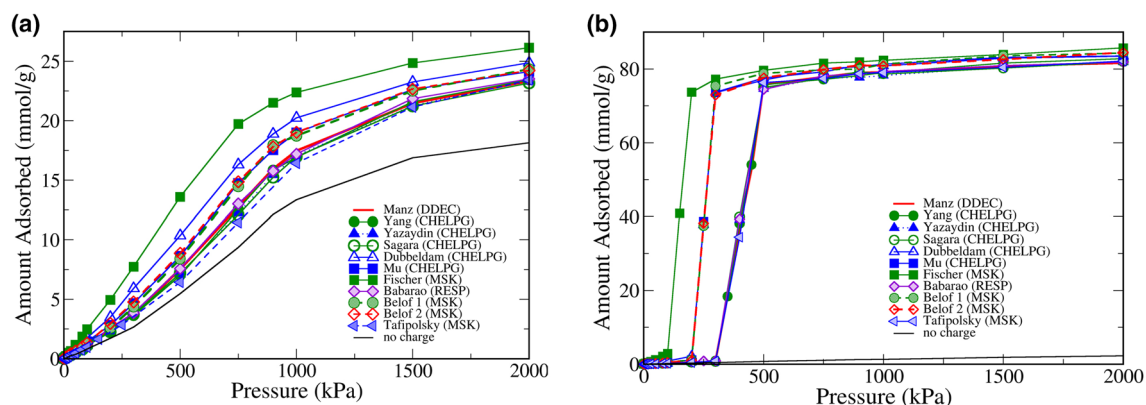 (a)
Amount Adsorbed (mmol/g)
25
20
15
10
5
0
0
500
1000
1500
2000
Pressure (kPa)
Manz (DDEC)
Yang (CHELPG)
Yazaydin (CHELPG)
Sagara (CHELPG)
Dubbeldam (CHELPG)
Mu (CHELPG)
Fischer (MSK)
Babarao (RESP)
Belof 1 (MSK)
Belof 2 (MSK)
Tafipolsky (MSK)
no charge
(b)
Amount Adsorbed (mmol/g)
80
60
40
20
0
0
500
1000
1500
2000
Pressure (kPa)
Manz (DDEC)
Yang (CHELPG)
Yazaydin (CHELPG)
Sagara (CHELPG)
Dubbeldam (CHELPG)
Mu (CHELPG)
Fischer (MSK)
Babarao (RESP)
Belof 1 (MSK)
Belof 2 (MSK)
Tafipolsky (MSK)
no charge